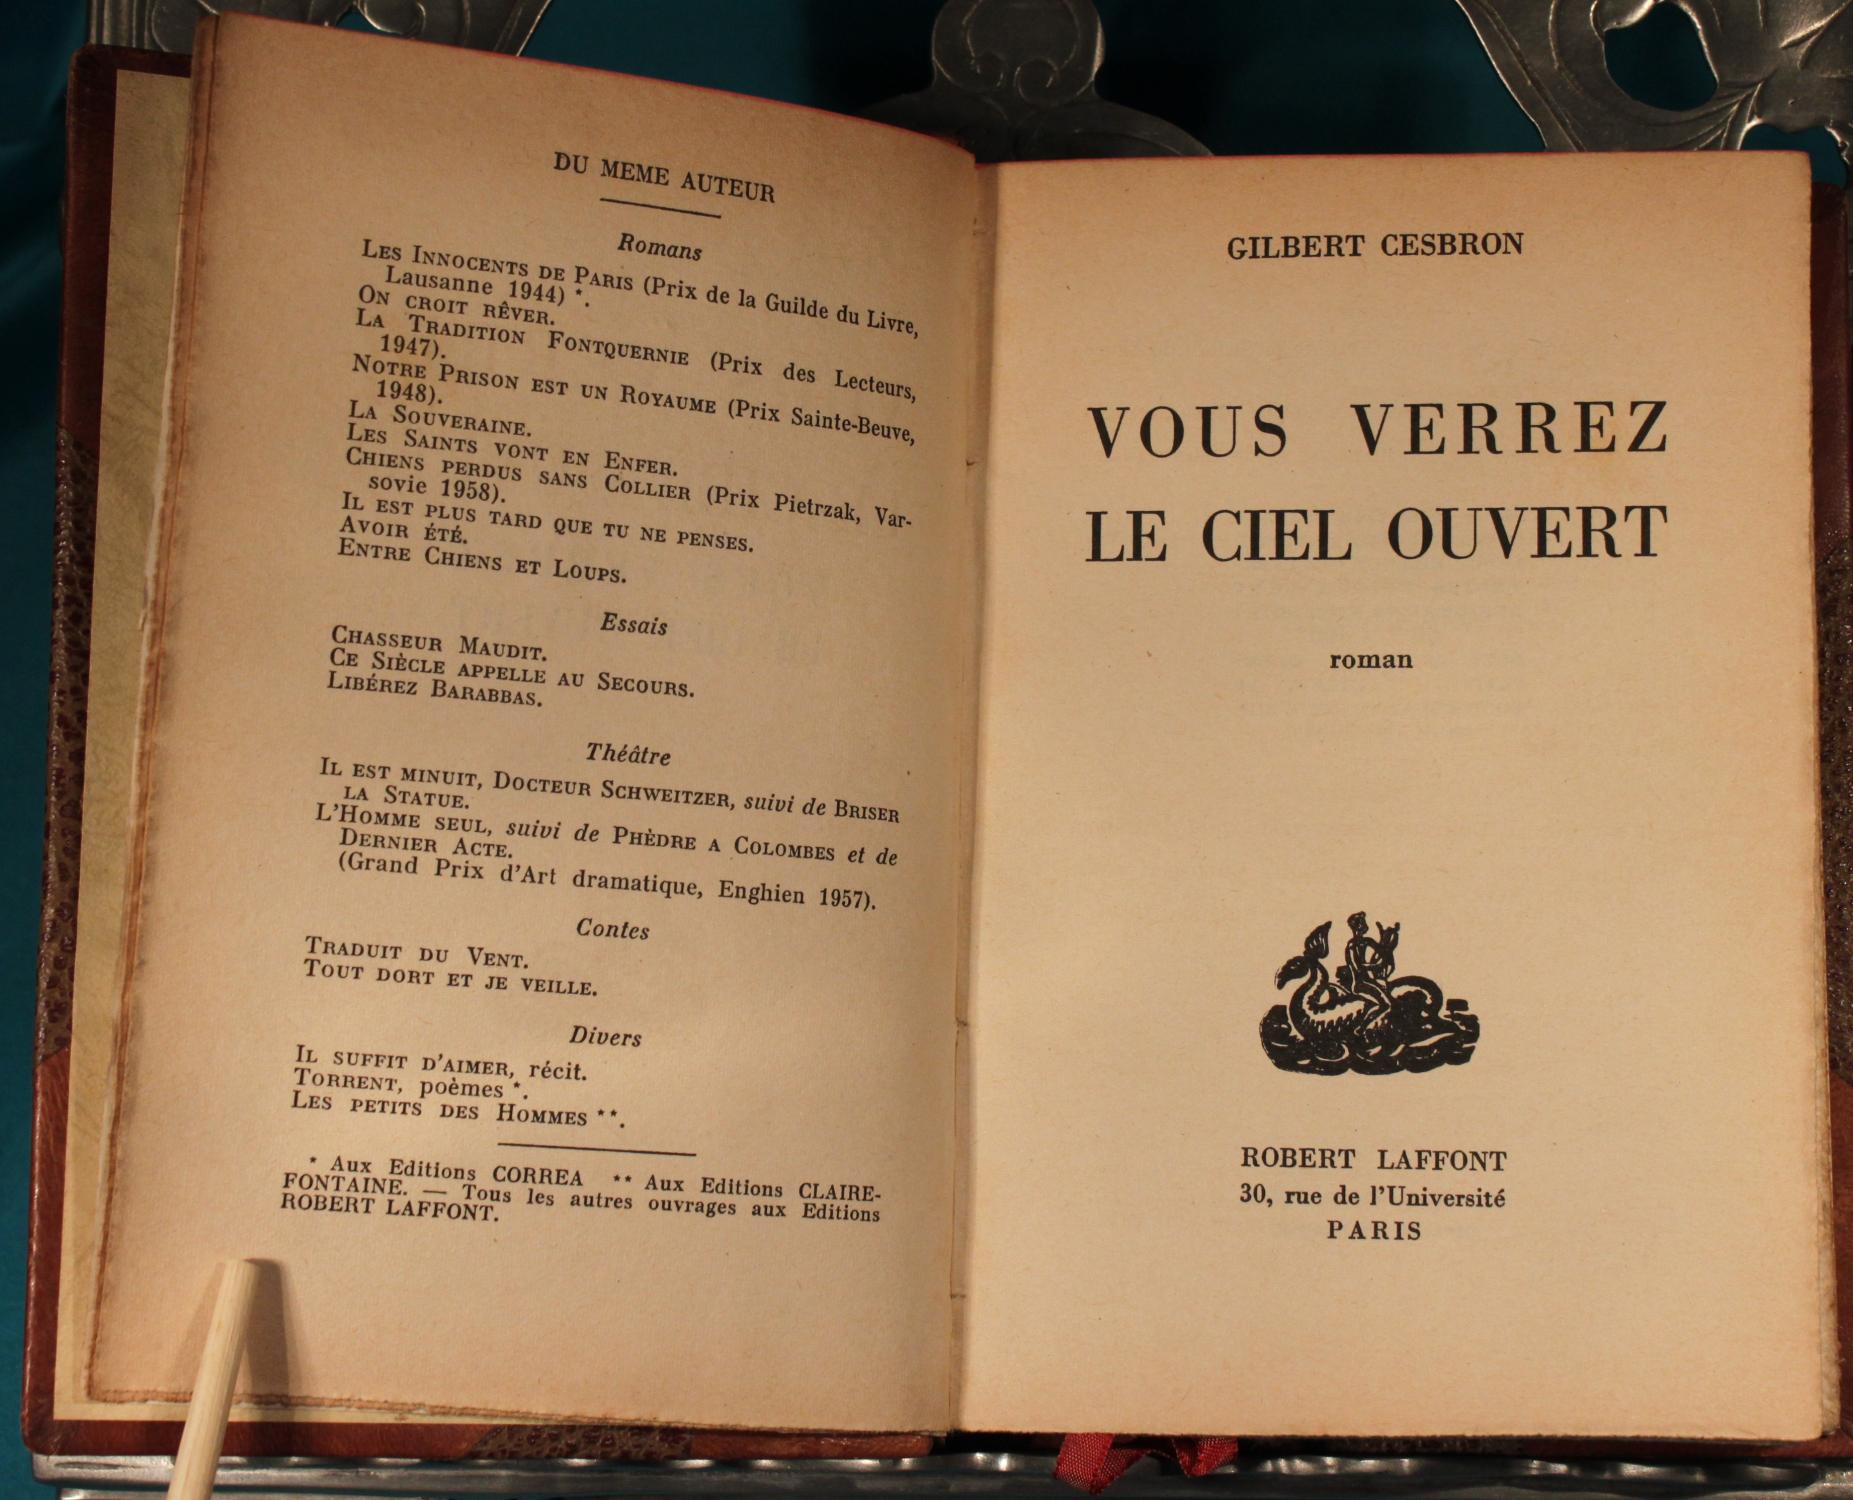 DU MEME AUTEUR
Romans
LES INNOCENTS DE PARIS (Prix de la Guilde du Livre,
Lausanne 1944) *.
ON CROIT RÊVER.
LA TRADITION FONTQUERNIE (Prix des Lecteurs,
1947).
NOTRE PRISON EST UN ROYAUME (Prix Sainte-Beuve,
1948).
LA SOUVERAINE.
LES SAINTS VONT EN ENFER.
CHIENS PERDUS SANS COLLIER (Prix Pietrzak, Var-
sovie 1958).
IL EST PLUS TARD QUE TU NE PENSES.
AVOIR ÉTÉ.
ENTRE CHIENS ET LOUPS.
Essais
CHASSEUR MAUDIT.
CE SIÈCLE APPELLE AU SECOURS.
LIBÉREZ BARABBAS.
Théâtre
IL EST MINUIT, DOCTEUR SCHWEITZER, suivi de BRISER
LA STATUE.
L'HOMME SEUL, suivi de PHÈDRE A COLOMBES et de
DERNIER ACTE.
(Grand Prix d'Art dramatique, Enghien 1957).
Contes
TRADUIT DU VENT.
TOUT DORT ET JE VEILLE.
Divers
IL SUFFIT D'AIMER, récit.
TORRENT, poèmes *.
LES PETITS DES HOMMES **.
* Aux Editions CORREA ** Aux Editions CLAIRE-
FONTAINE. — Tous les autres ouvrages aux Editions
ROBERT LAFFONT.
GILBERT CESBRON
VOUS VERREZ
LE CIEL OUVERT
roman
ROBERT LAFFONT
30, rue de l'Université
PARIS